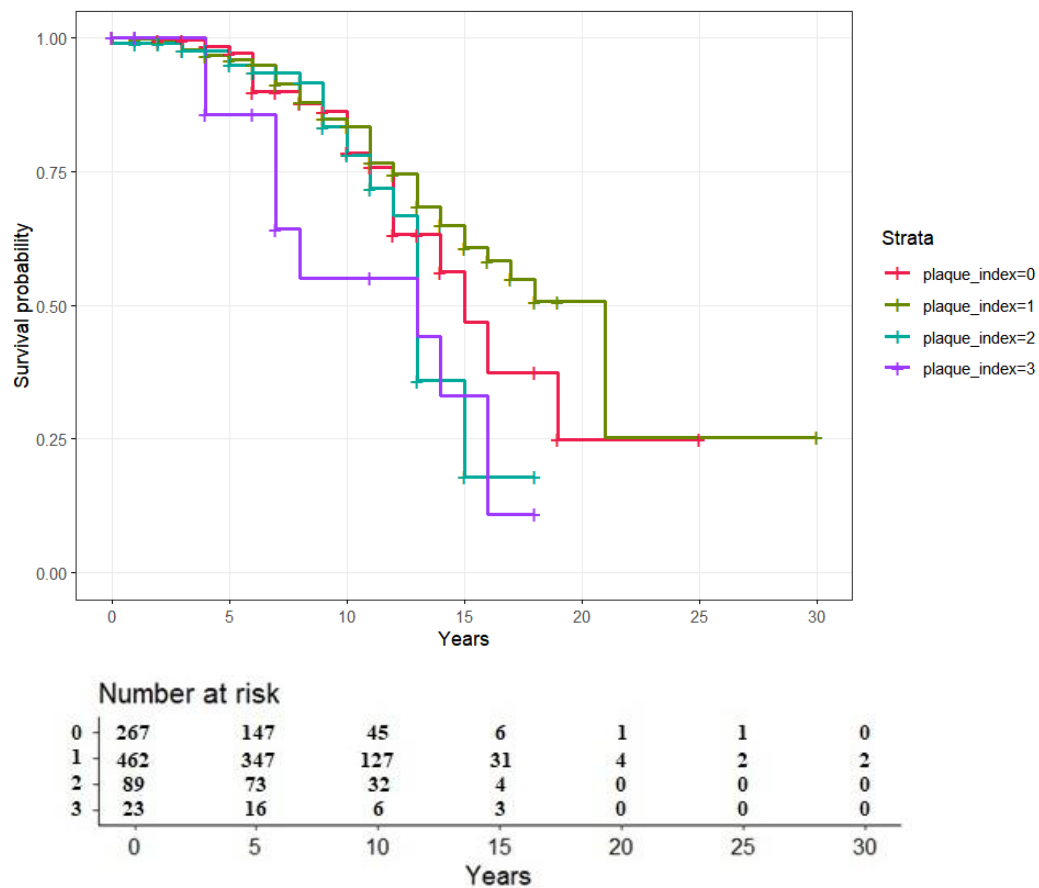 1.00
0.75
0.50
0.25
0.00
Survival probability
0 5 10 15 20 25 30
Years
Strata
plaque_index=0
plaque_index=1
plaque_index=2
plaque_index=3
Number at risk
0 267 147 45 6 1 1 0
1 462 347 127 31 4 2 2
2 89 73 32 4 0 0 0
3 23 16 6 3 0 0 0
0 5 10 15 20 25 30
Years